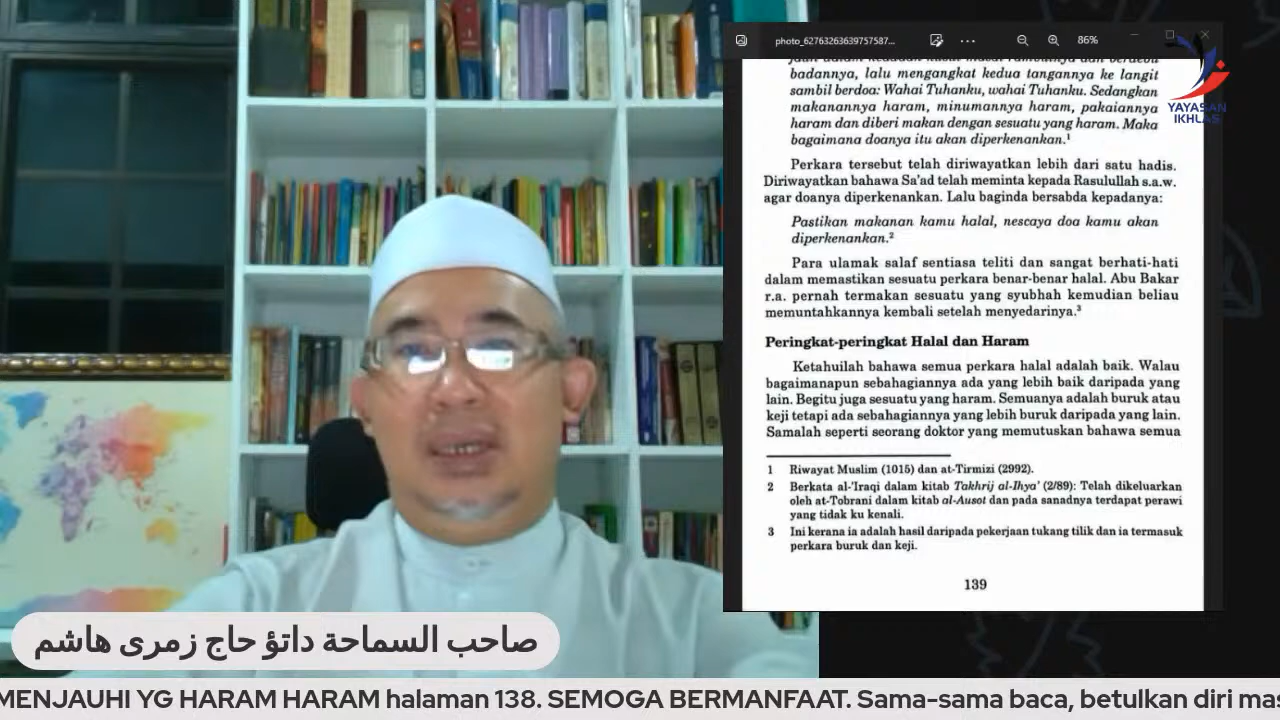 photo_62763263639757587...
86%
badannya, lalu mengangkat kedua tangannya ke langit
sambil berdoa: Wahai Tuhanku, wahai Tuhanku. Sedangkan
makanannya haram, minumannya haram, pakaiannya
haram dan diberi makan dengan sesuatu yang haram. Maka
bagaimana doanya itu akan diperkenankan.¹
Perkara tersebut telah diriwayatkan lebih dari satu hadis.
Diriwayatkan bahawa Sa'ad telah meminta kepada Rasulullah s.a.w.
agar doanya diperkenankan. Lalu baginda bersabda kepadanya:
Pastikan makanan kamu halal, nescaya doa kamu akan
diperkenankan.²
Para ulamak salaf sentiasa teliti dan sangat berhati-hati
dalam memastikan sesuatu perkara benar-benar halal. Abu Bakar
r.a. pernah termakan sesuatu yang syubhah kemudian beliau
memuntahkannya kembali setelah menyedarinya.³
Peringkat-peringkat Halal dan Haram
Ketahuilah bahawa semua perkara halal adalah baik. Walau
bagaimanapun sebahagiannya ada yang lebih baik daripada yang
lain. Begitu juga sesuatu yang haram. Semuanya adalah buruk atau
keji tetapi ada sebahagiannya yang lebih buruk daripada yang lain.
Samalah seperti seorang doktor yang memutuskan bahawa semua
1 Riwayat Muslim (1015) dan at-Tirmizi (2992).
2 Berkata al-'Iraqi dalam kitab Takhrij al-Ihya' (2/89): Telah dikeluarkan
oleh at-Tobrani dalam kitab al-Ausot dan pada sanadnya terdapat perawi
yang tidak ku kenali.
3 Ini kerana ia adalah hasil daripada pekerjaan tukang tilik dan ia termasuk
perkara buruk dan keji.
139
YAYASAN
IKHLAS
صاحب السماحة داتؤ حاج زمرى هاشم
MENJAUHI YG HARAM HARAM halaman 138. SEMOGA BERMANFAAT. Sama-sama baca, betulkan diri mas